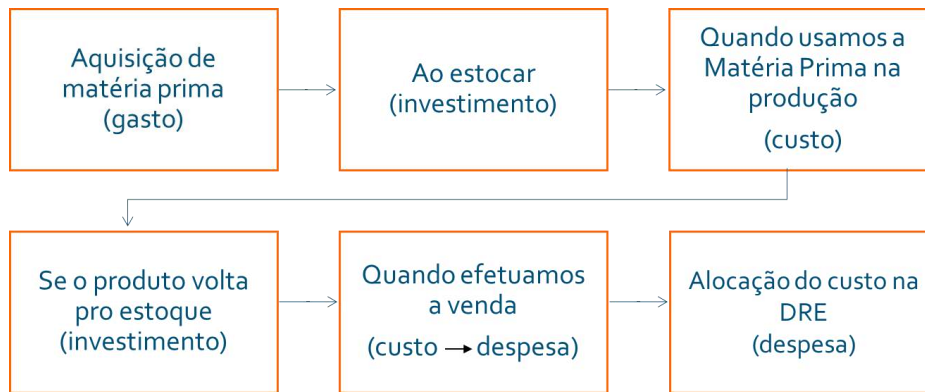 Aquisição de
matéria prima
(gasto)
Ao estocar
(investimento)
Quando usamos a
Matéria Prima na
produção
(custo)
Se o produto volta
pro estoque
(investimento)
Quando efetuamos
a venda
(custo → despesa)
Alocação do custo na
DRE
(despesa)